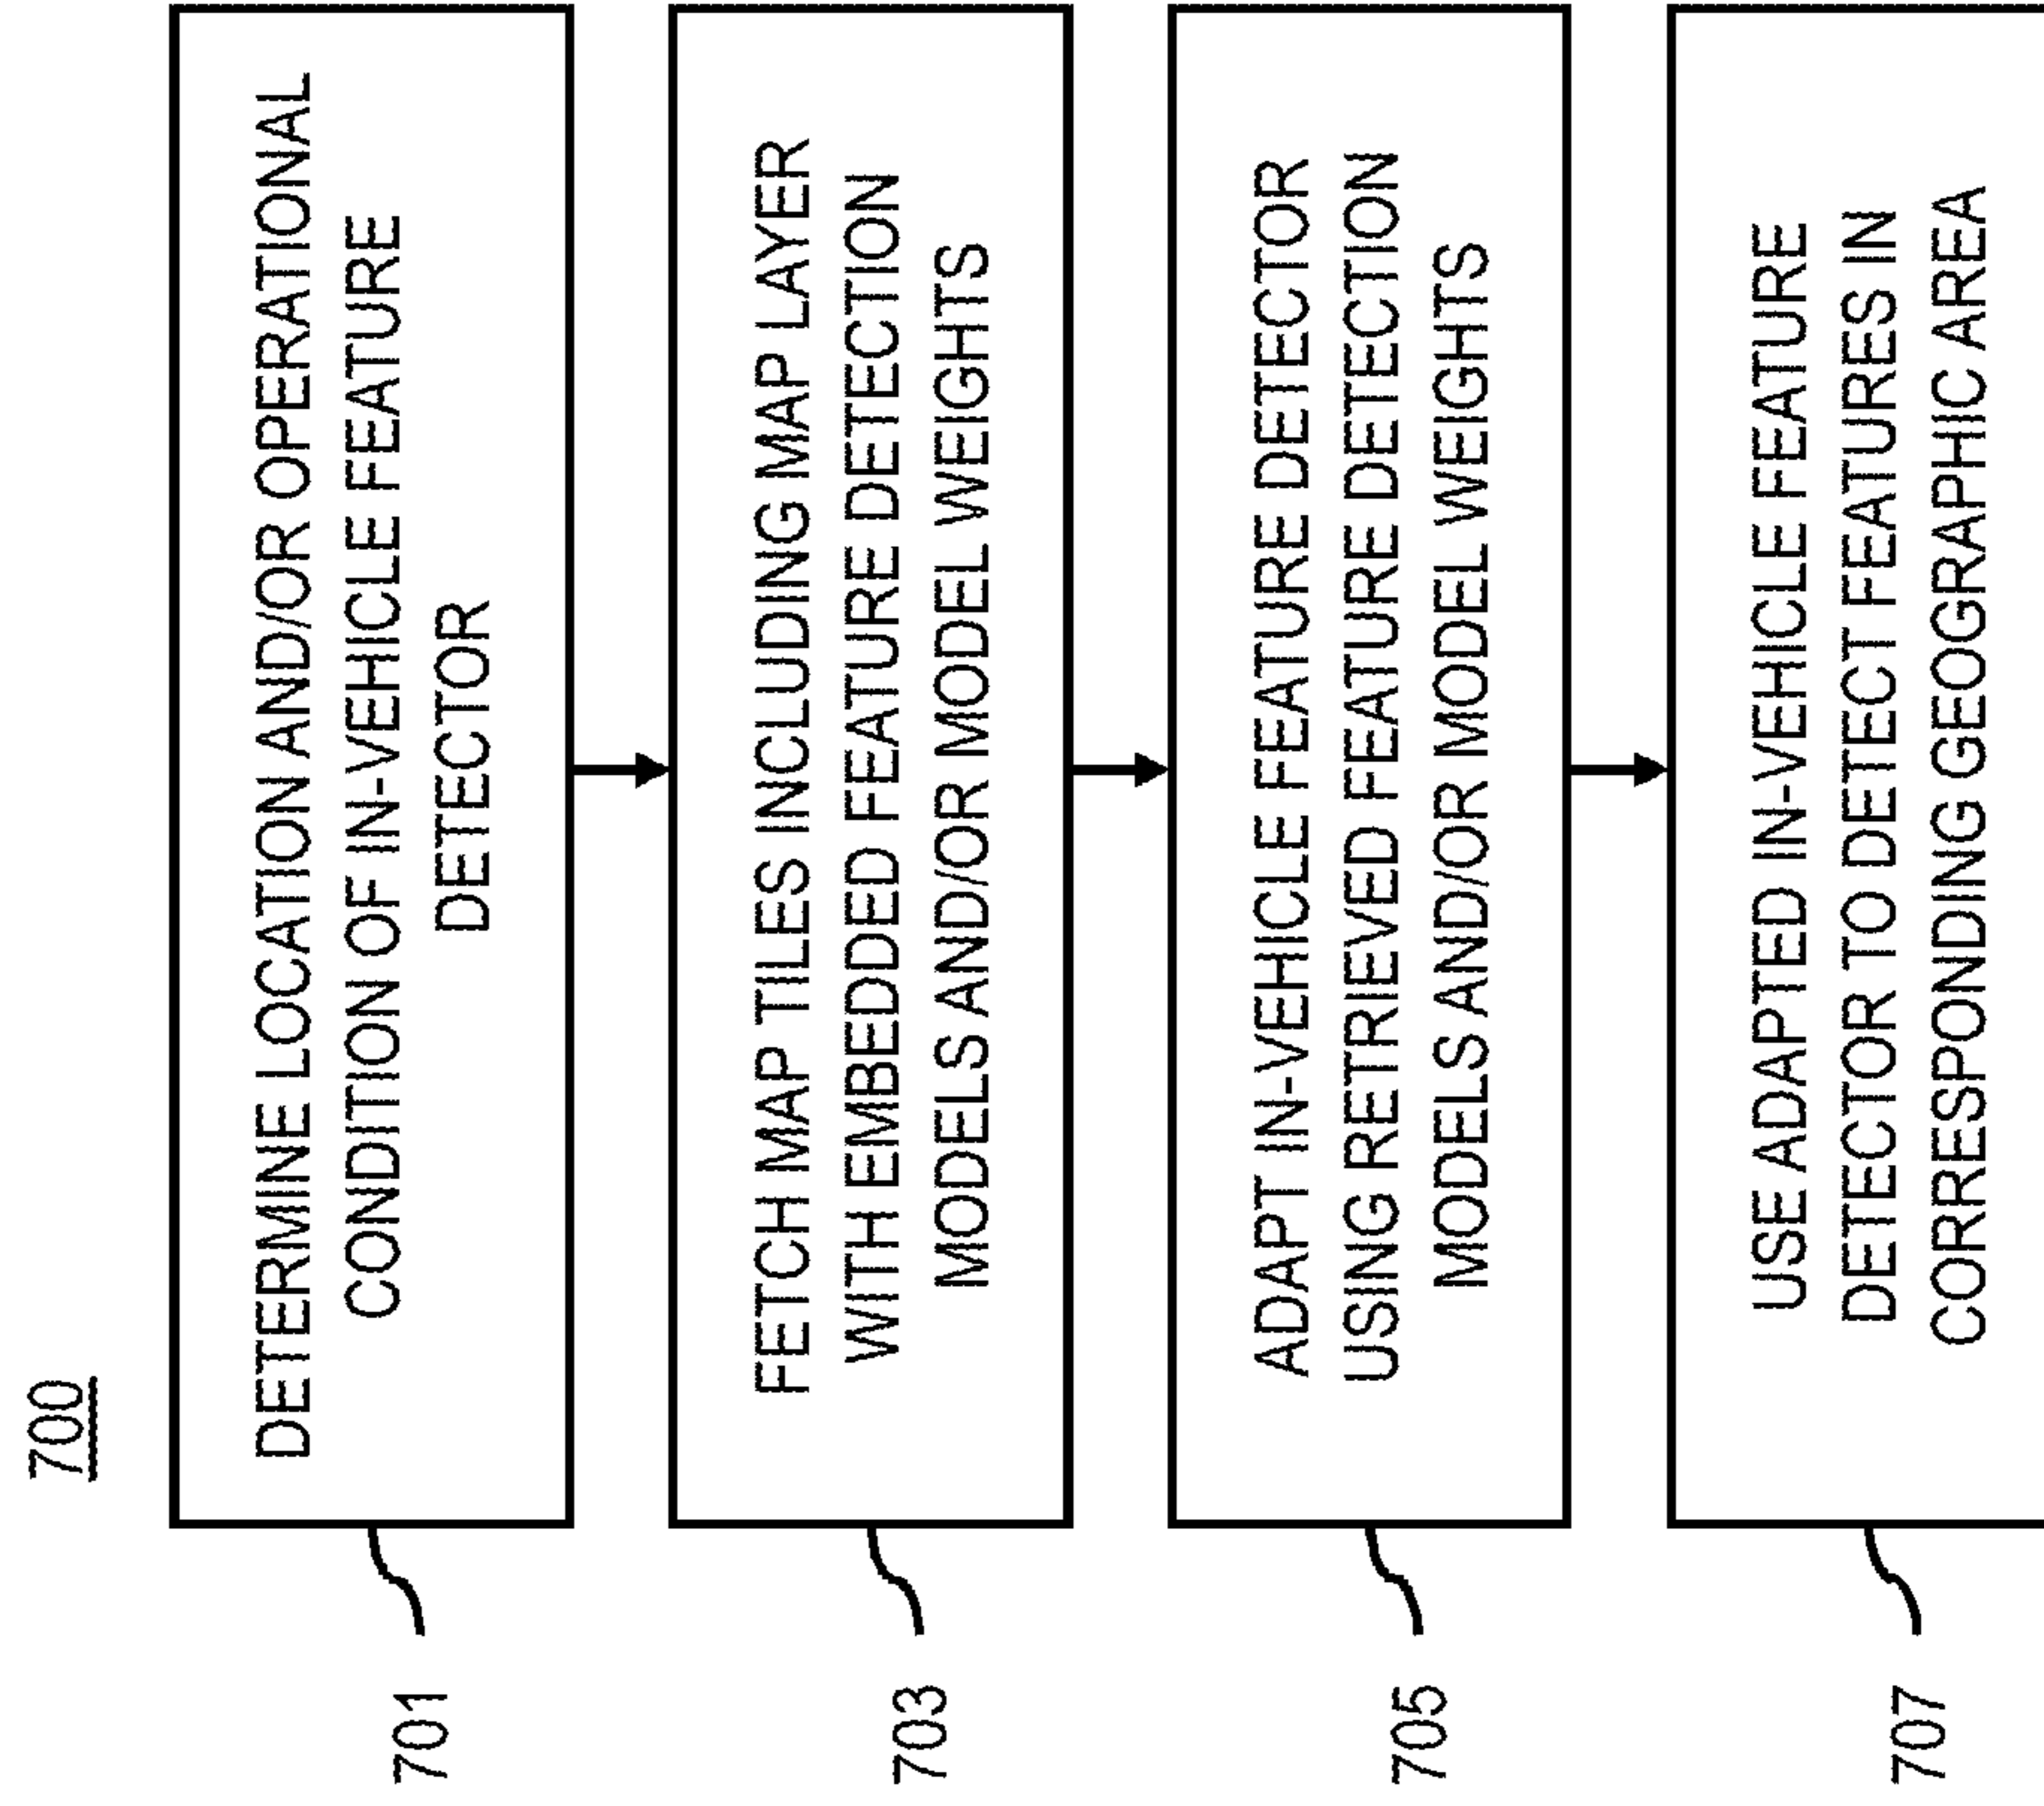 700
701
DETERMINE LOCATION AND/OR OPERATIONAL
CONDITION OF IN-VEHICLE FEATURE
DETECTOR
703
FETCH MAP TILES INCLUDING MAP LAYER
WITH EMBEDDED FEATURE DETECTION
MODELS AND/OR MODEL WEIGHTS
705
ADAPT IN-VEHICLE FEATURE DETECTOR
USING RETRIEVED FEATURE DETECTION
MODELS AND/OR MODEL WEIGHTS
707
USE ADAPTED IN-VEHICLE FEATURE
DETECTOR TO DETECT FEATURES IN
CORRESPONDING GEOGRAPHIC AREA